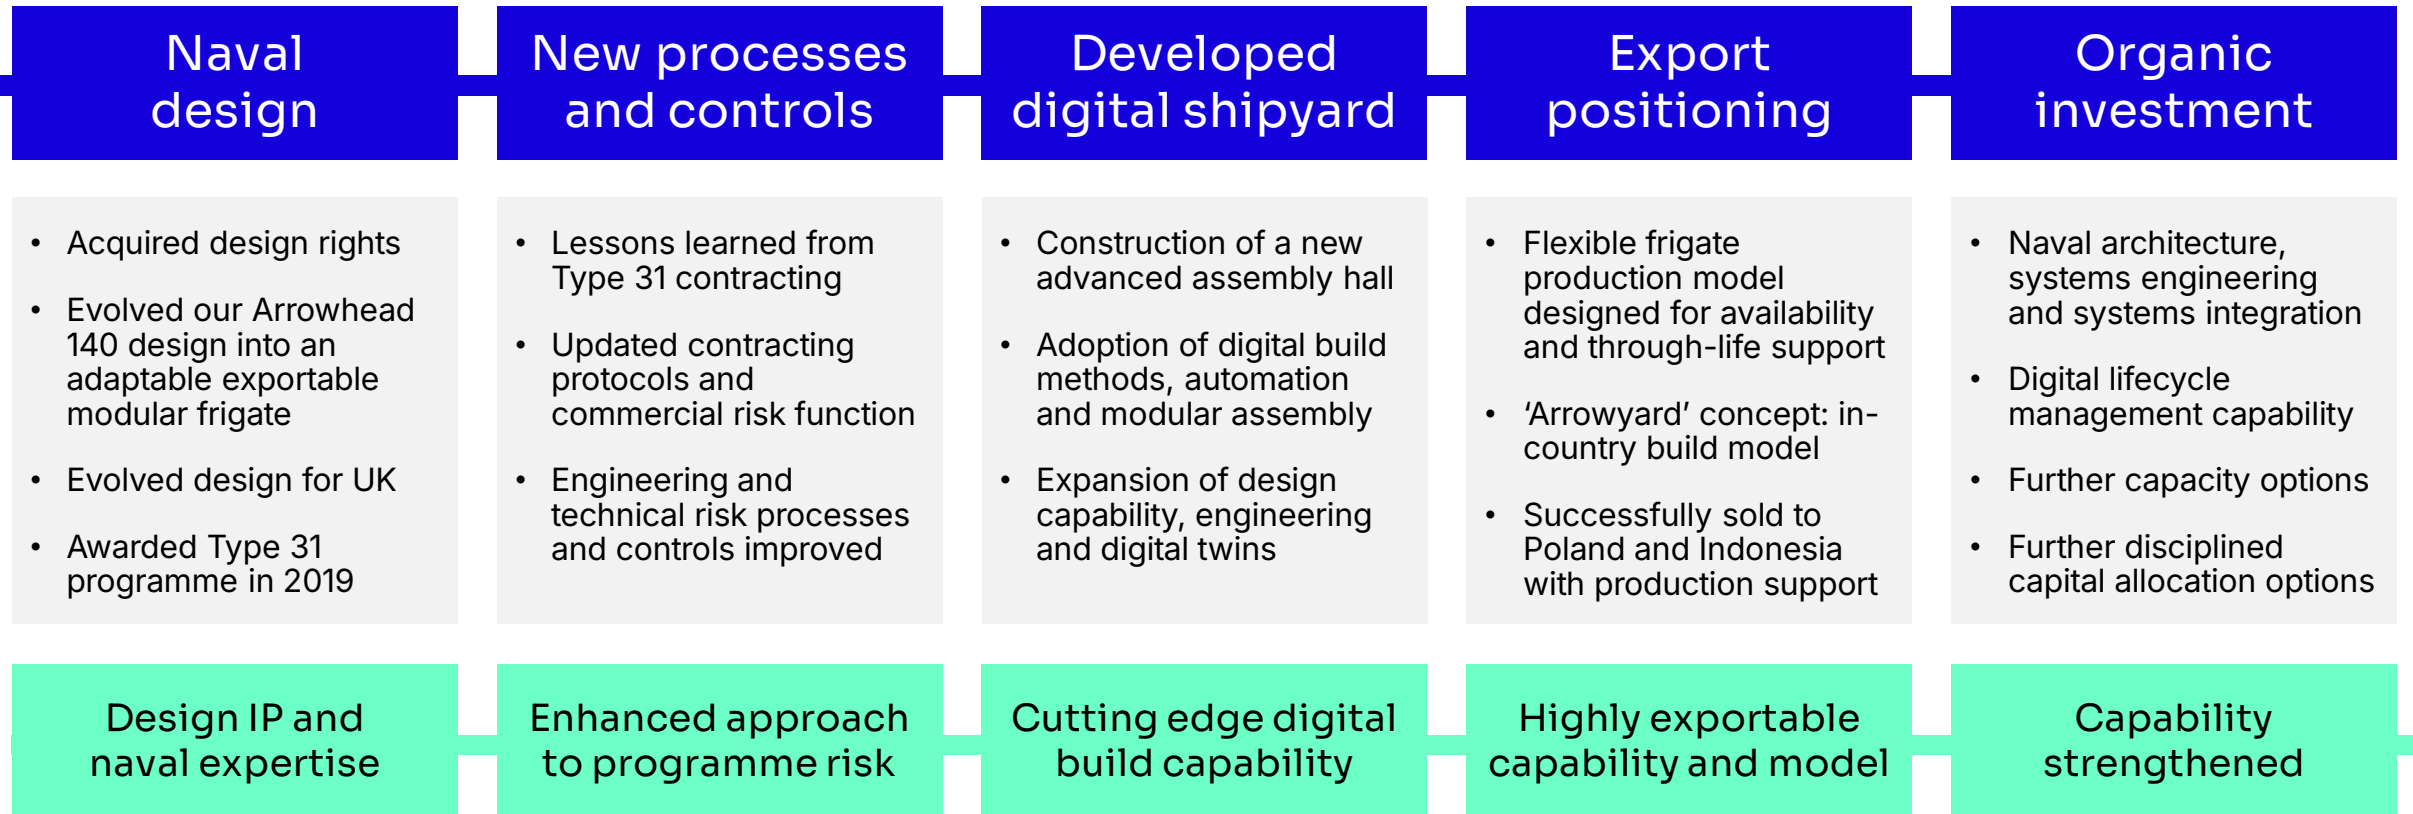 Naval
design
New processes
and controls
Developed
digital shipyard
Export
positioning
Organic
investment
• Acquired design rights
• Evolved our Arrowhead
140 design into an
adaptable exportable
modular frigate
• Evolved design for UK
• Awarded Type 31
programme in 2019
• Lessons learned from
Type 31 contracting
• Updated contracting
protocols and
commercial risk function
• Engineering and
technical risk processes
and controls improved
• Construction of a new
advanced assembly hall
• Adoption of digital build
methods, automation
and modular assembly
• Expansion of design
capability, engineering
and digital twins
• Flexible frigate
production model
designed for availability
and through-life support
• ‘Arrowyard’ concept: in-
country build model
• Successfully sold to
Poland and Indonesia
with production support
• Naval architecture,
systems engineering
and systems integration
• Digital lifecycle
management capability
• Further capacity options
• Further disciplined
capital allocation options
Design IP and
naval expertise
Enhanced approach
to programme risk
Cutting edge digital
build capability
Highly exportable
capability and model
Capability
strengthened